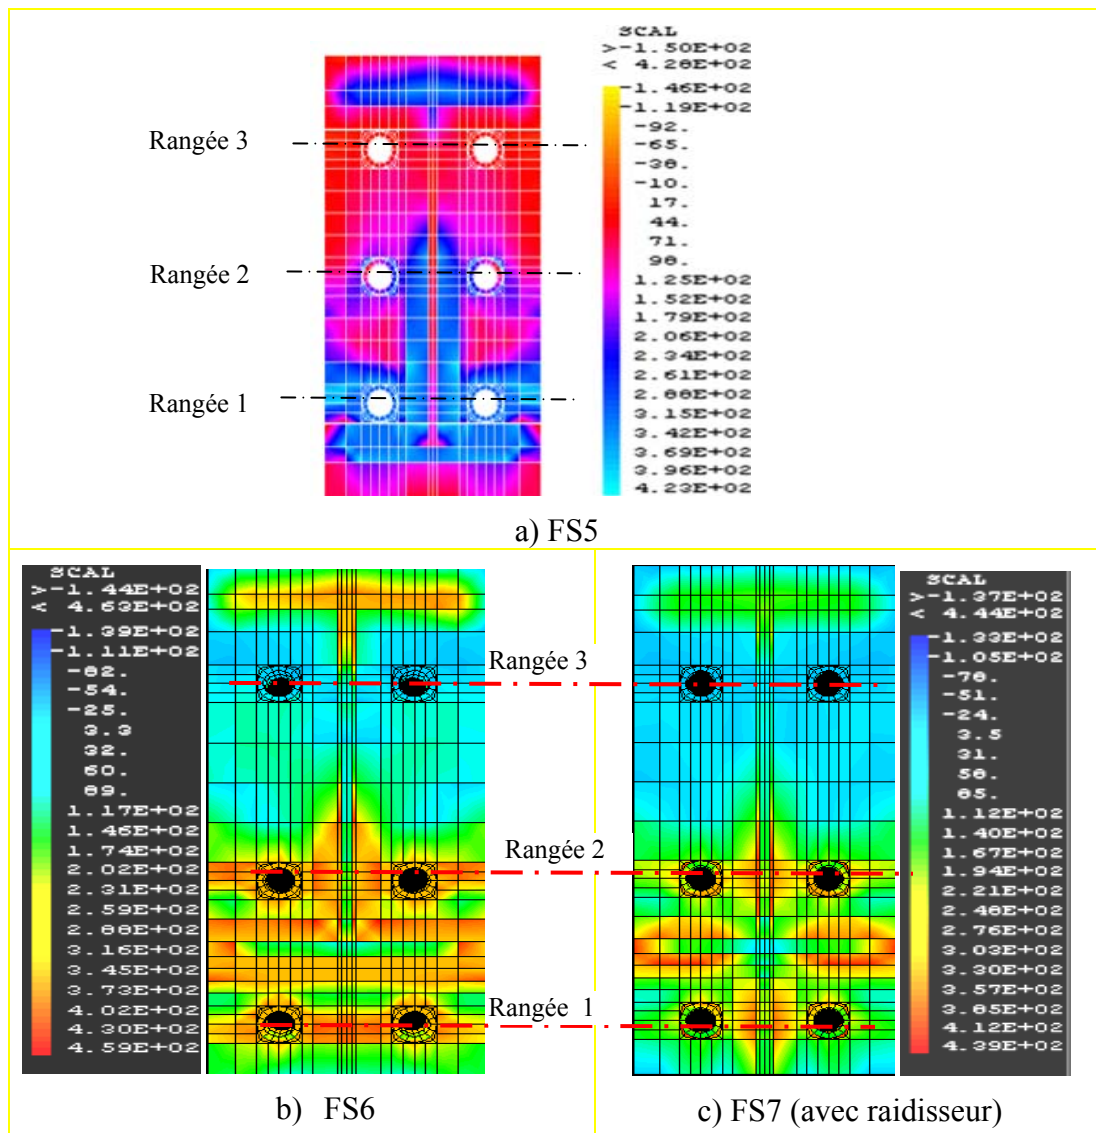 SCAL
>-1.50E+02
< 4.28E+02
-1.46E+02
-1.19E+02
-92.
-65.
-38.
-10.
17.
44.
71.
98.
1.25E+02
1.52E+02
1.79E+02
2.06E+02
2.34E+02
2.61E+02
2.88E+02
3.15E+02
3.42E+02
3.69E+02
3.96E+02
4.23E+02
Rangée 3
Rangée 2
Rangée 1
a) FS5
SCAL
>-1.44E+02
< 4.63E+02
-1.39E+02
-1.11E+02
-82.
-54.
-25.
3.3
32.
60.
89.
1.17E+02
1.46E+02
1.74E+02
2.02E+02
2.31E+02
2.59E+02
2.88E+02
3.16E+02
3.45E+02
3.73E+02
4.02E+02
4.30E+02
4.59E+02
Rangée 3
Rangée 2
Rangée 1
SCAL
>-1.37E+02
< 4.44E+02
-1.33E+02
-1.05E+02
-78.
-51.
-24.
3.5
31.
58.
85.
1.12E+02
1.40E+02
1.67E+02
1.94E+02
2.21E+02
2.48E+02
2.76E+02
3.03E+02
3.30E+02
3.57E+02
3.85E+02
4.12E+02
4.39E+02
b) FS6
c) FS7 (avec raidisseur)